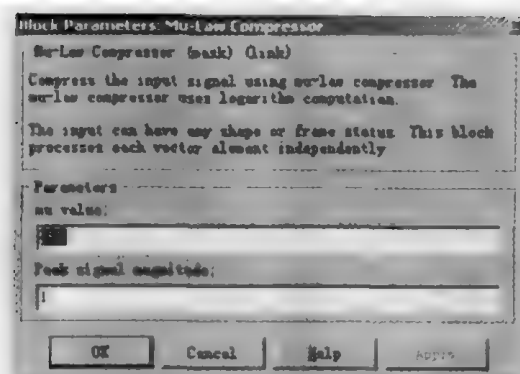 Block Parameters: Mu-Law Compressor
Mu-Law Compressor (mask) (link)
Compress the input signal using mu-law compressor. The
mu-law compressor uses logarithm computation.
The input can have any shape or frame status. This block
processes each vector element independently.
Parameters
mu value:
Peak signal magnitude:
1
OK
Cancel
Help
Apply